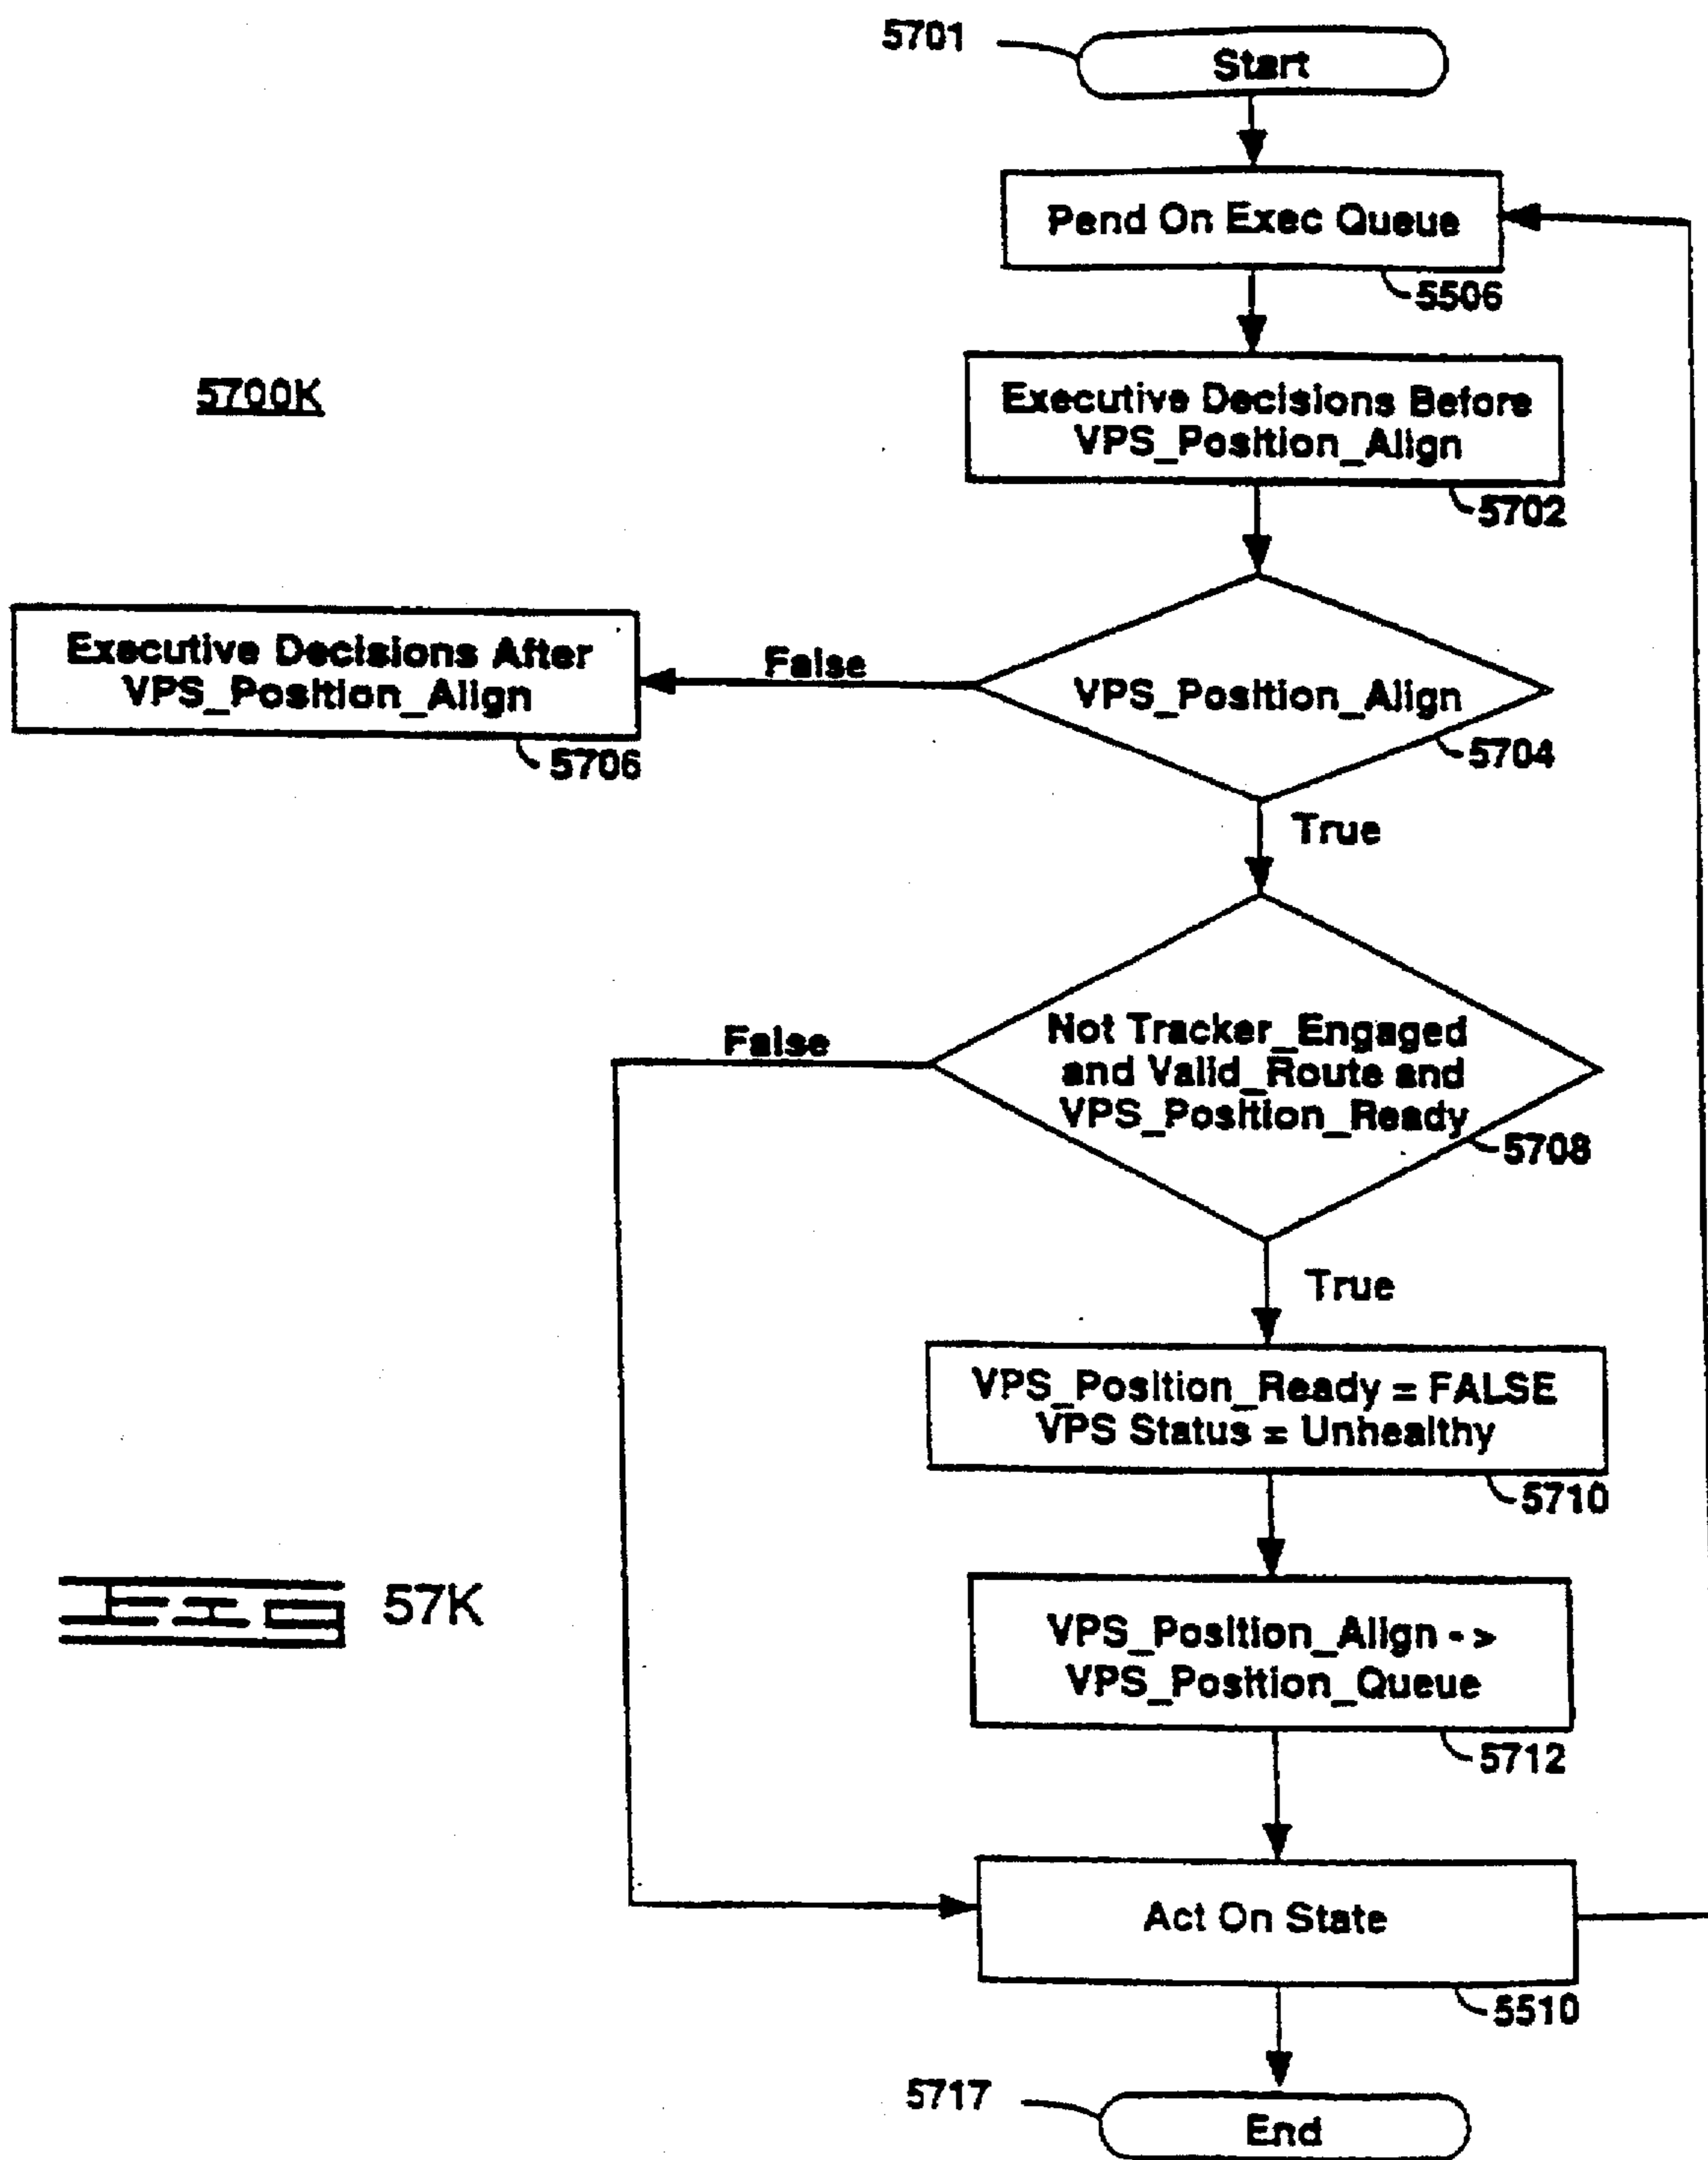 5701
Start
Pend On Exec Queue
5506
5700K
Executive Decisions Before
VPS_Position_Align
5702
Executive Decisions After
VPS_Position_Align
5706
False
VPS_Position_Align
5704
True
False
Not Tracker_Engaged
and Valid_Route and
VPS_Position_Ready
5708
True
VPS_Position_Ready = FALSE
VPS Status = Unhealthy
5710
57K
VPS_Position_Align - >
VPS_Position_Queue
5712
Act On State
5510
5717
End